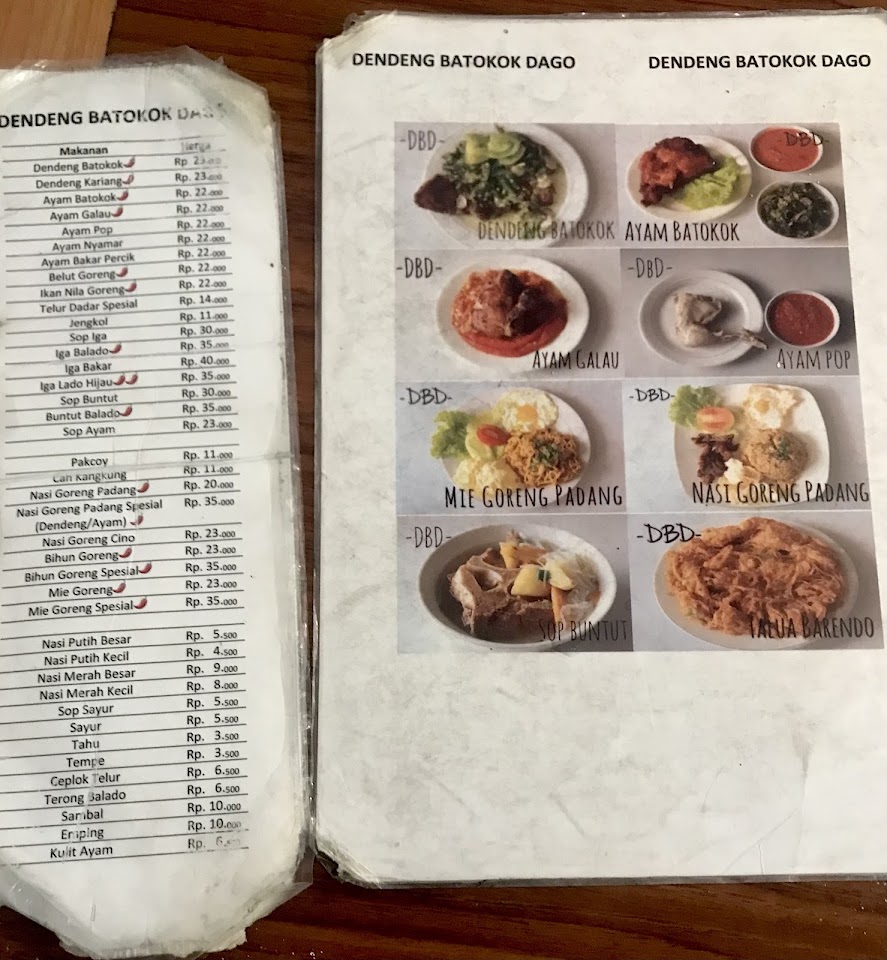 DENDENG BATOKOK
Makanan Harga
Dendeng Batokok Rp. 23.000
Dendeng Kariang Rp. 23.000
Ayam Batokok Rp. 22.000
Ayam Galau Rp. 22.000
Ayam Pop Rp. 22.000
Ayam Nyamar Rp. 22.000
Ayam Bakar Percik Rp. 22.000
Belut Goreng Rp. 22.000
Ikan Nila Goreng Rp. 22.000
Telur Dadar Spesial Rp. 14.000
Jengkol Rp. 11.000
Sop Iga Rp. 30.000
Iga Balado Rp. 35.000
Iga Bakar Rp. 40.000
Iga Lado Hijau Rp. 35.000
Sop Buntut Rp. 30.000
Buntut Balado Rp. 35.000
Sop Ayam Rp. 23.000
Pakcoy Rp. 11.000
Cah Kangkung Rp. 11.000
Nasi Goreng Padang Rp. 20.000
Nasi Goreng Padang Spesial Rp. 35.000
(Dendeng/Ayam)
Nasi Goreng Cino Rp. 23.000
Bihun Goreng Rp. 23.000
Bihun Goreng Spesial Rp. 35.000
Mie Goreng Rp. 23.000
Mie Goreng Spesial Rp. 35.000
Nasi Putih Besar Rp. 5.500
Nasi Putih Kecil Rp. 4.500
Nasi Merah Besar Rp. 9.000
Nasi Merah Kecil Rp. 8.000
Sop Sayur Rp. 5.500
Sayur Rp. 5.500
Tahu Rp. 3.500
Tempe Rp. 3.500
Ceplok Telur Rp. 6.500
Terong Balado Rp. 6.500
Sambal Rp. 10.000
Emping Rp. 10.000
Kulit Ayam Rp.
DENDENG BATOKOK DAGO DENDENG BATOKOK DAGO
-DBD- -DBD-
DENDENG BATOKOK AYAM BATOKOK
-DBD- -DBD-
AYAM GALAU AYAM POP
-DBD- -DBD-
MIE GORENG PADANG NASI GORENG PADANG
-DBD- -DBD-
SOP BUNTUT TALUA BARENDO